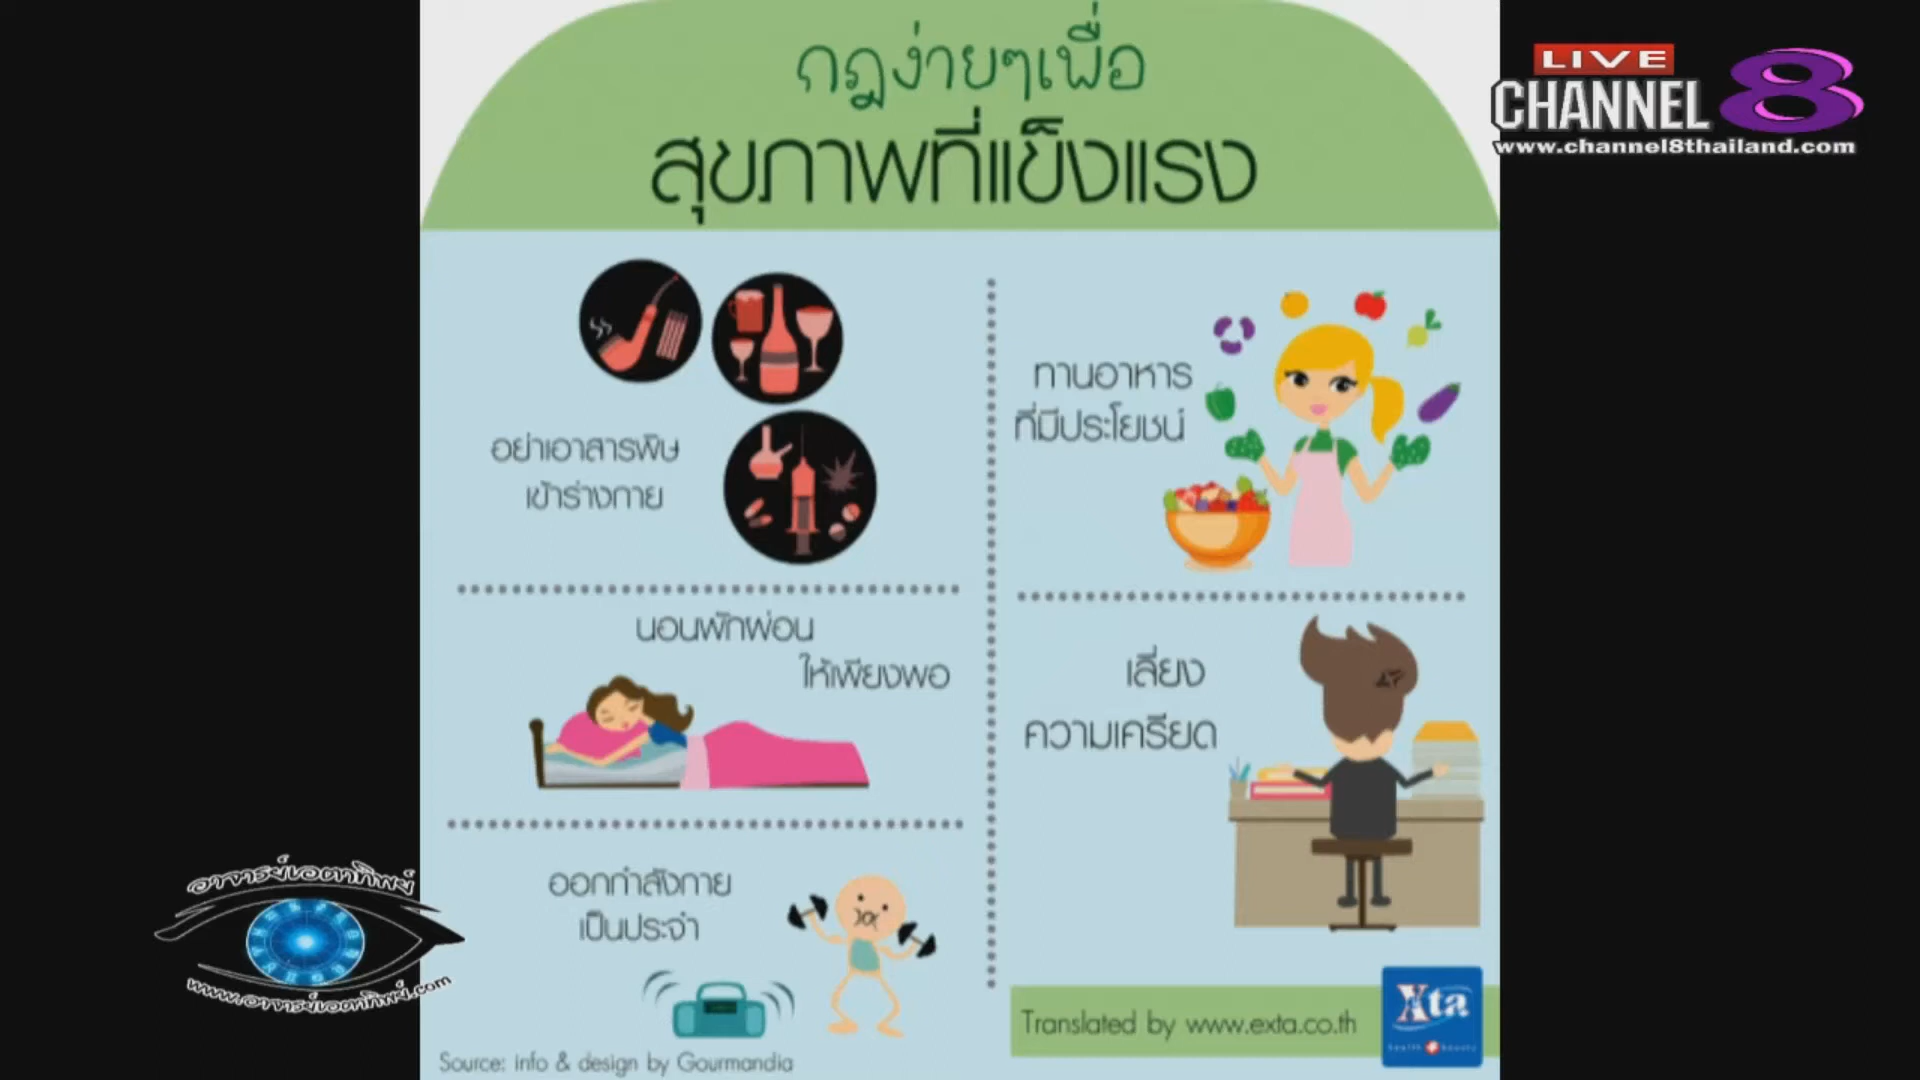 กฎง่ายๆเพื่อ
สุขภาพที่แข็งแรง
LIVE
CHANNEL 8
www.channel8thailand.com
อย่าเอาสารพิษ
เข้าร่างกาย
ทานอาหาร
ที่มีประโยชน์
นอนพักผ่อน
ให้เพียงพอ
เลี่ยง
ความเครียด
ออกกำลังกาย
เป็นประจำ
อาจารย์เอตาทิพย์
www.อาจารย์เอตาทิพย์.com
Translated by www.exta.co.th
Xta
health beauty
Source: info & design by Gourmandia